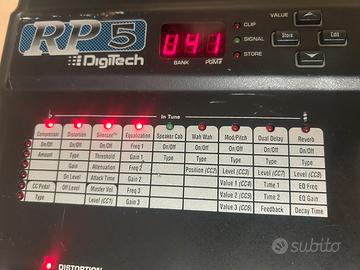 RP5
DigiTech
041
BANK PGM#
CLIP
SIGNAL
STORE
VALUE
Store
Edit
In Tune
Compressor Distortion Silencer™ Equalization Speaker Cab Wah Wah Mod/Pitch Dual Delay Reverb
On/Off On/Off On/Off Freq 1 On/Off On/Off On/Off On/Off On/Off
Amount Type Threshold Gain 1 Type Type Type Type Type
Gain Attenuation Freq 2 Position (CC2) Level (CC3) Level (CC7) Level (CC8)
On Level Attack Time Gain 2 Value 1 (CC4) Time 1 EQ Freq
CC Pedal Off Level Master Vol. Freq 3 Value 2 (CC5) Time 2 EQ Gain
Type Level (CC1) Gain 3 Value 3 (CC6) Feedback Decay Time
DISTORTION
subito